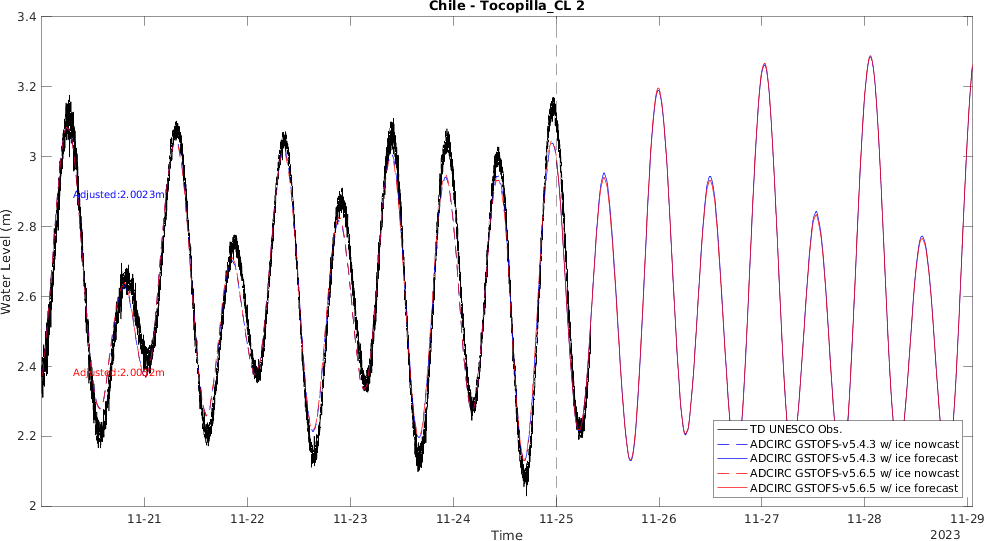 Chile - Tocopilla_CL 2
3.4
3.2
3
2.8
2.6
2.4
2.2
2
Water Level (m)
Adjusted:2.0023m
TD UNESCO Obs.
ADCIRC GSTOFS-v5.4.3 w/ ice nowcast
ADCIRC GSTOFS-v5.4.3 w/ ice forecast
ADCIRC GSTOFS-v5.6.5 w/ ice nowcast
ADCIRC GSTOFS-v5.6.5 w/ ice forecast
11-21
11-22
11-23
11-24
11-25
11-26
11-27
11-28
11-29
Time
2023